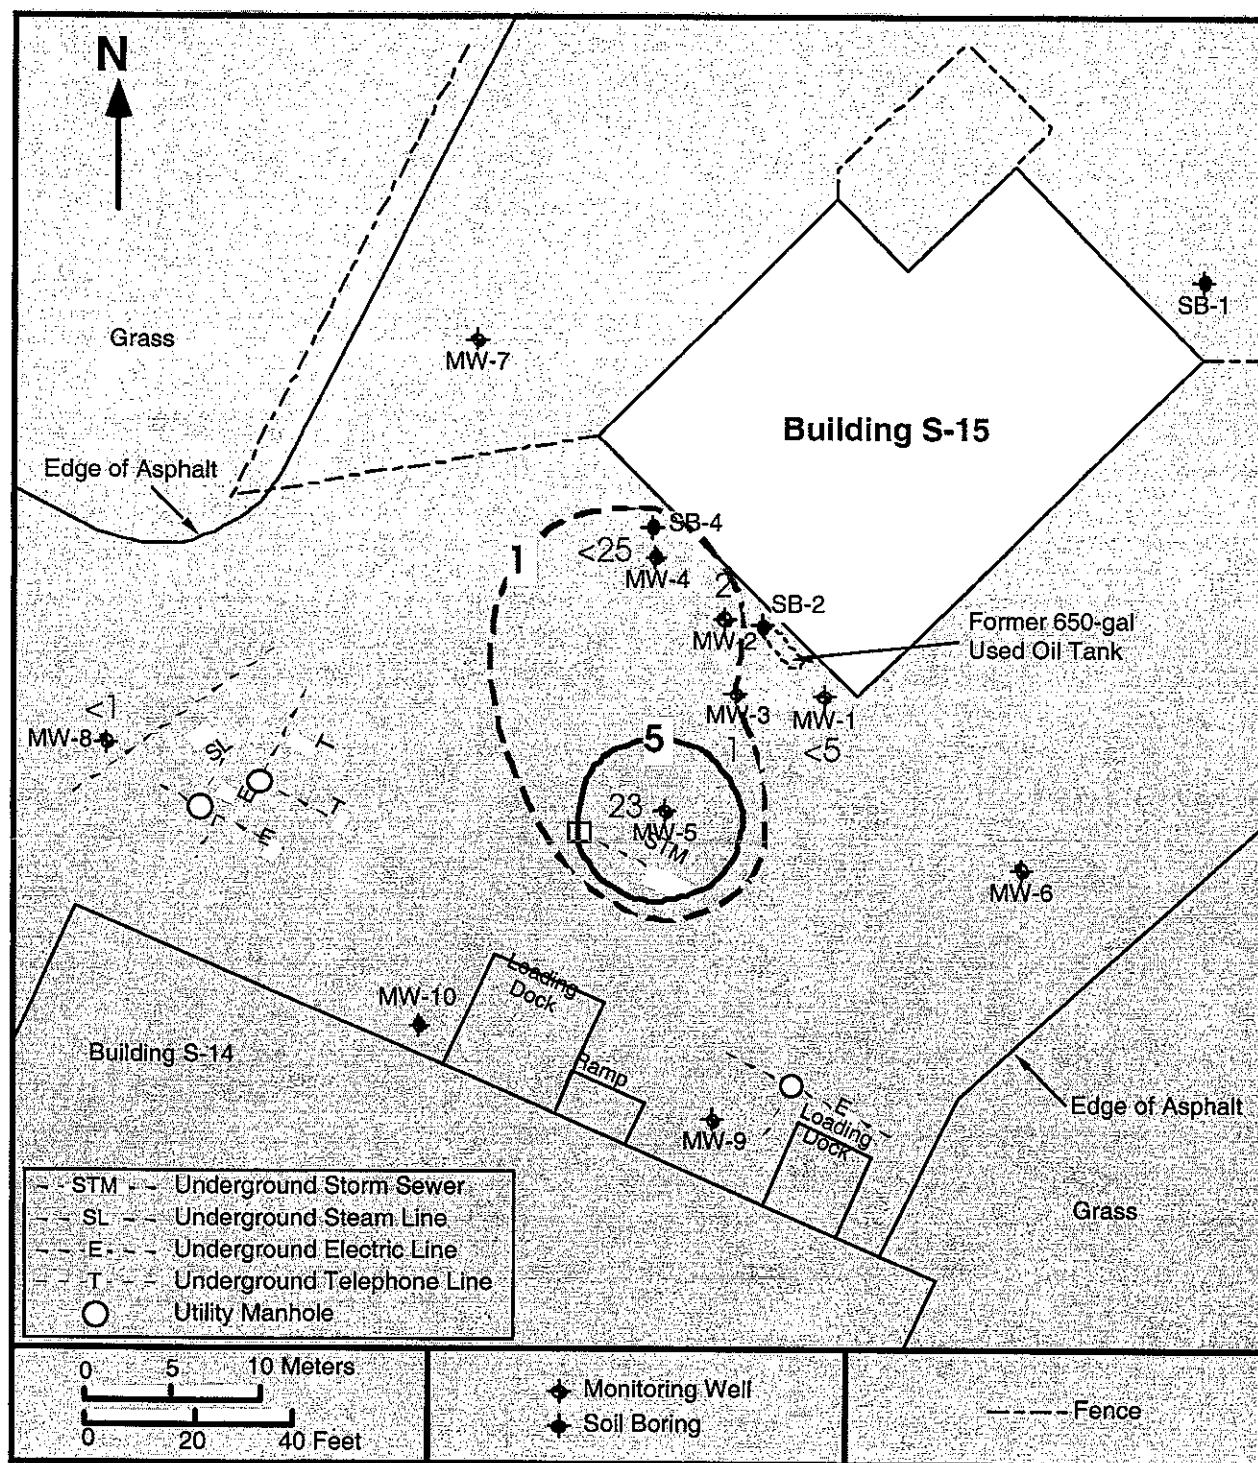 N
SB-1
Grass
MW-7
Building S-15
Edge of Asphalt
1
SB-4
<25
MW-4
2
SB-2
MW-2
Former 650-gal
Used Oil Tank
<1
MW-8
MW-3
MW-1
5
1
<5
SL
T
E
T
E
23
MW-5
STM
MW-6
Loading
Dock
MW-10
Building S-14
Ramp
E
Edge of Asphalt
Loading
Dock
MW-9
STM Underground Storm Sewer
SL Underground Steam Line
E Underground Electric Line
T Underground Telephone Line
Utility Manhole
Grass
0 5 10 Meters
0 20 40 Feet
Monitoring Well
Soil Boring
Fence